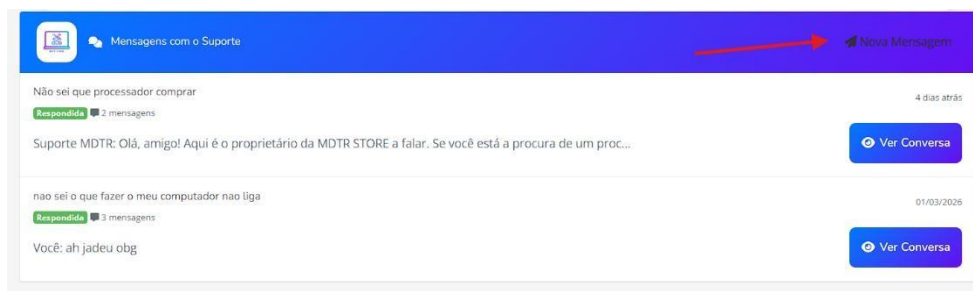 Mensagens com o Suporte
Nova Mensagem
Não sei que processador comprar
4 dias atrás
Respondida 2 mensagens
Suporte MDTR: Olá, amigo! Aqui é o proprietário da MDTR STORE a falar. Se você está a procura de um proc...
Ver Conversa
nao sei o que fazer o meu computador nao liga
01/03/2026
Respondida 3 mensagens
Você: ah jadeu obg
Ver Conversa